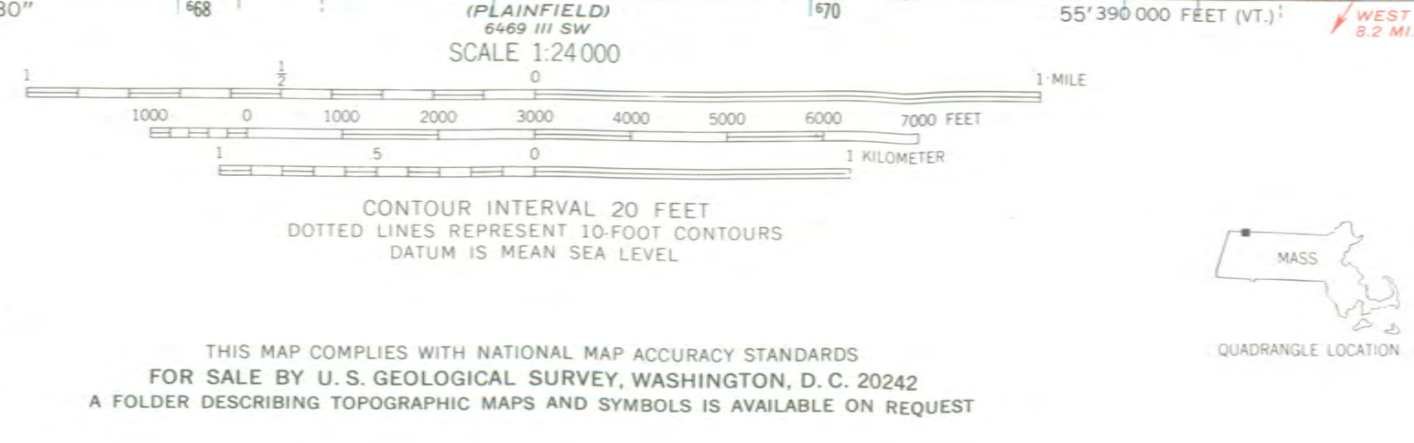 30" 668 (PLAINFIELD) 670 55' 390 000 FEET (VT.) WEST
6469 III SW 8.2 MI.
SCALE 1:24 000
1 1/2 0 1 MILE
1000 0 1000 2000 3000 4000 5000 6000 7000 FEET
1 .5 0 1 KILOMETER
CONTOUR INTERVAL 20 FEET
DOTTED LINES REPRESENT 10-FOOT CONTOURS
DATUM IS MEAN SEA LEVEL
MASS
QUADRANGLE LOCATION
THIS MAP COMPLIES WITH NATIONAL MAP ACCURACY STANDARDS
FOR SALE BY U. S. GEOLOGICAL SURVEY, WASHINGTON, D. C. 20242
A FOLDER DESCRIBING TOPOGRAPHIC MAPS AND SYMBOLS IS AVAILABLE ON REQUEST